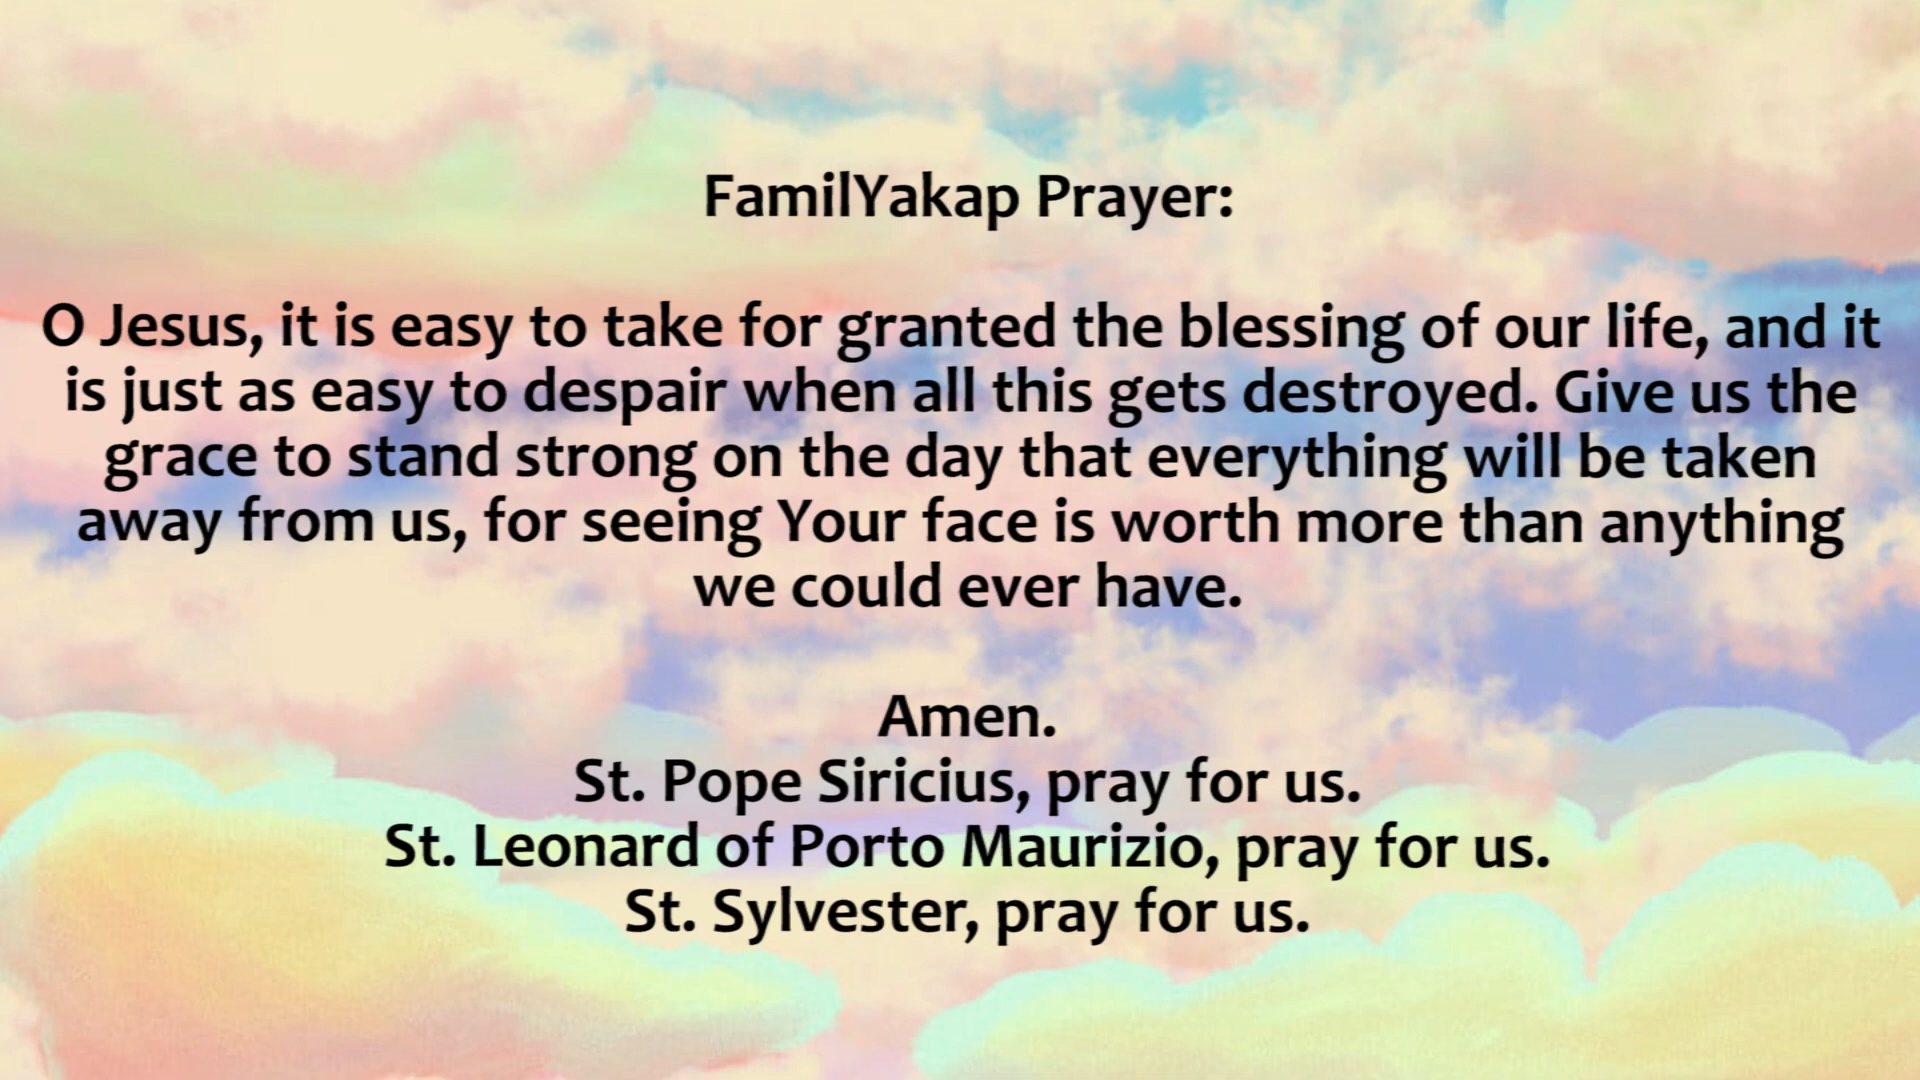 FamilYakap Prayer:
O Jesus, it is easy to take for granted the blessing of our life, and it
is just as easy to despair when all this gets destroyed. Give us the
grace to stand strong on the day that everything will be taken
away from us, for seeing Your face is worth more than anything
we could ever have.
Amen.
St. Pope Siricius, pray for us.
St. Leonard of Porto Maurizio, pray for us.
St. Sylvester, pray for us.